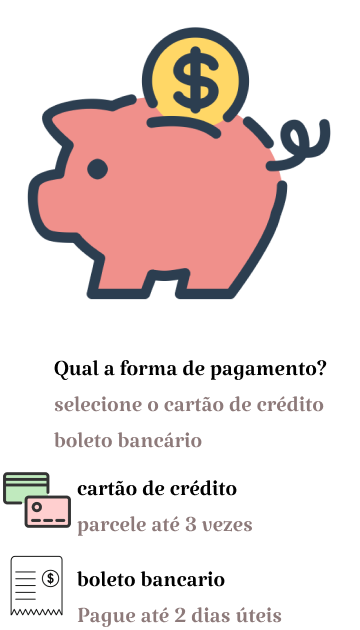 $
Qual a forma de pagamento?
selecione o cartão de crédito
boleto bancário
cartão de crédito
parcele até 3 vezes
$
boleto bancario
Pague até 2 dias úteis